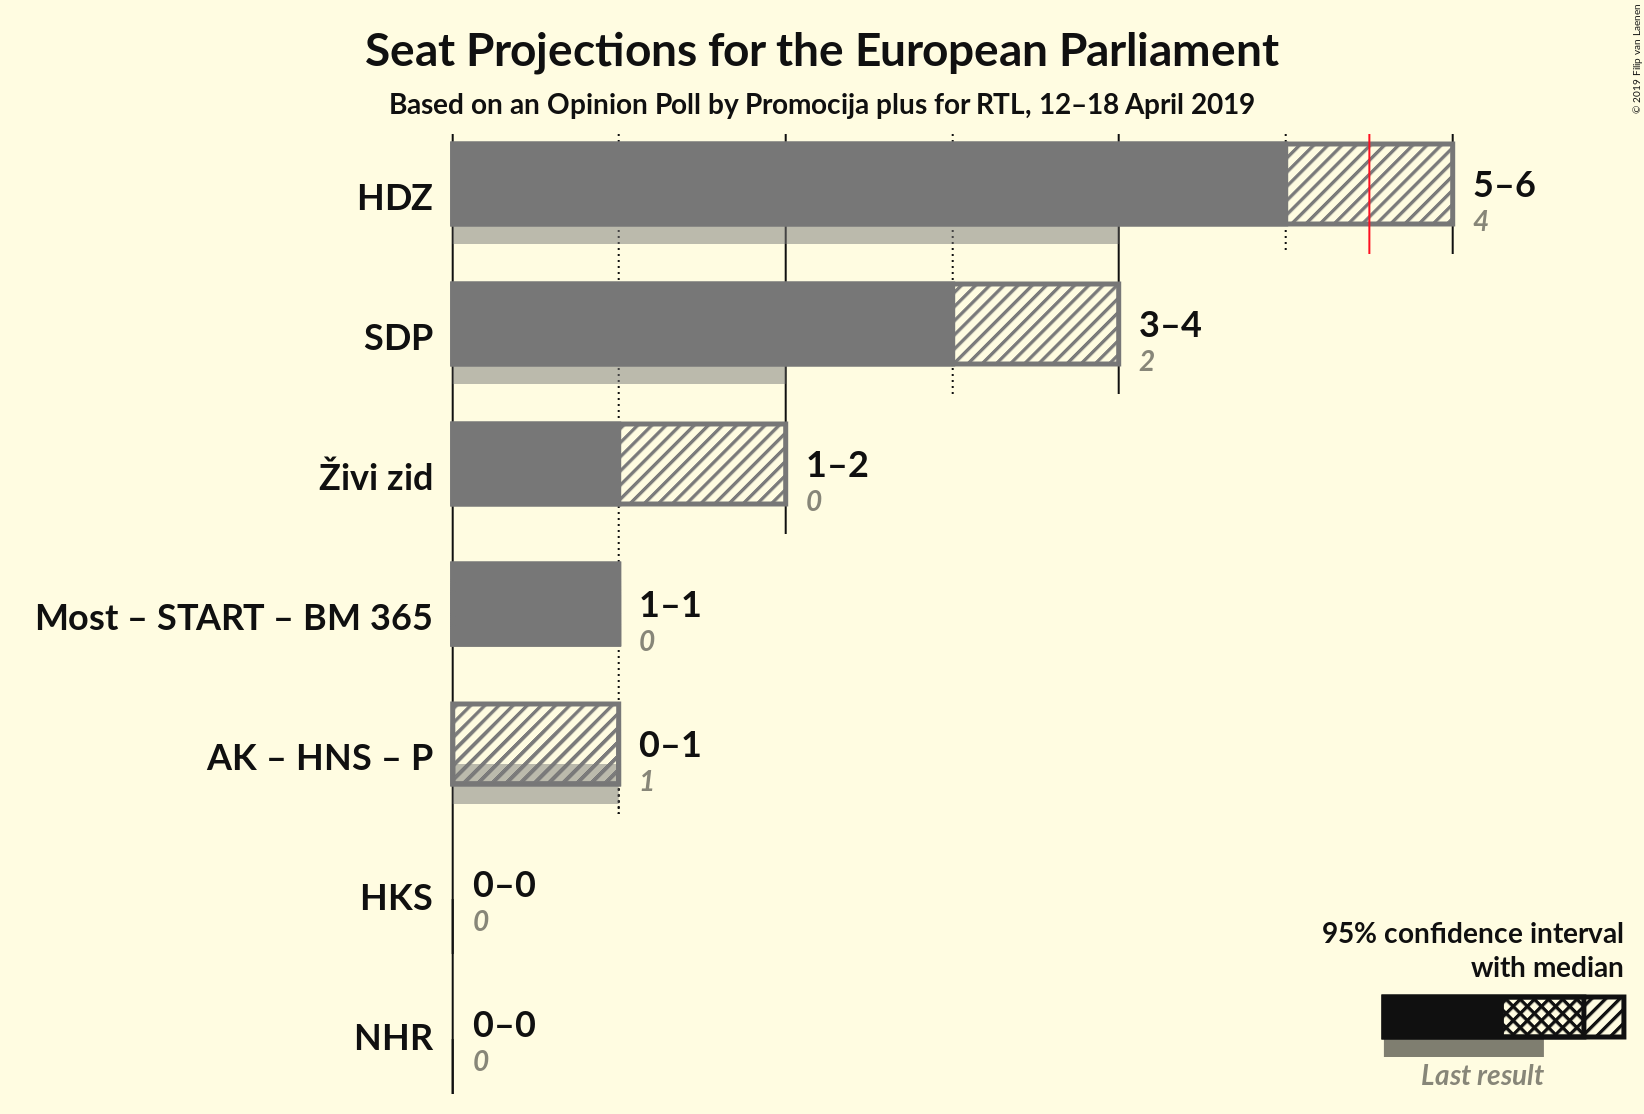 Seat Projections for the European Parliament
Based on an Opinion Poll by Promocija plus for RTL, 12–18 April 2019
© 2019 Filip van Laenen
HDZ
5–6
4
SDP
3–4
2
Živi zid
1–2
0
Most – START – BM 365
1–1
0
AK – HNS – P
0–1
1
HKS
0–0
0
NHR
0–0
0
95% confidence interval
with median
Last result